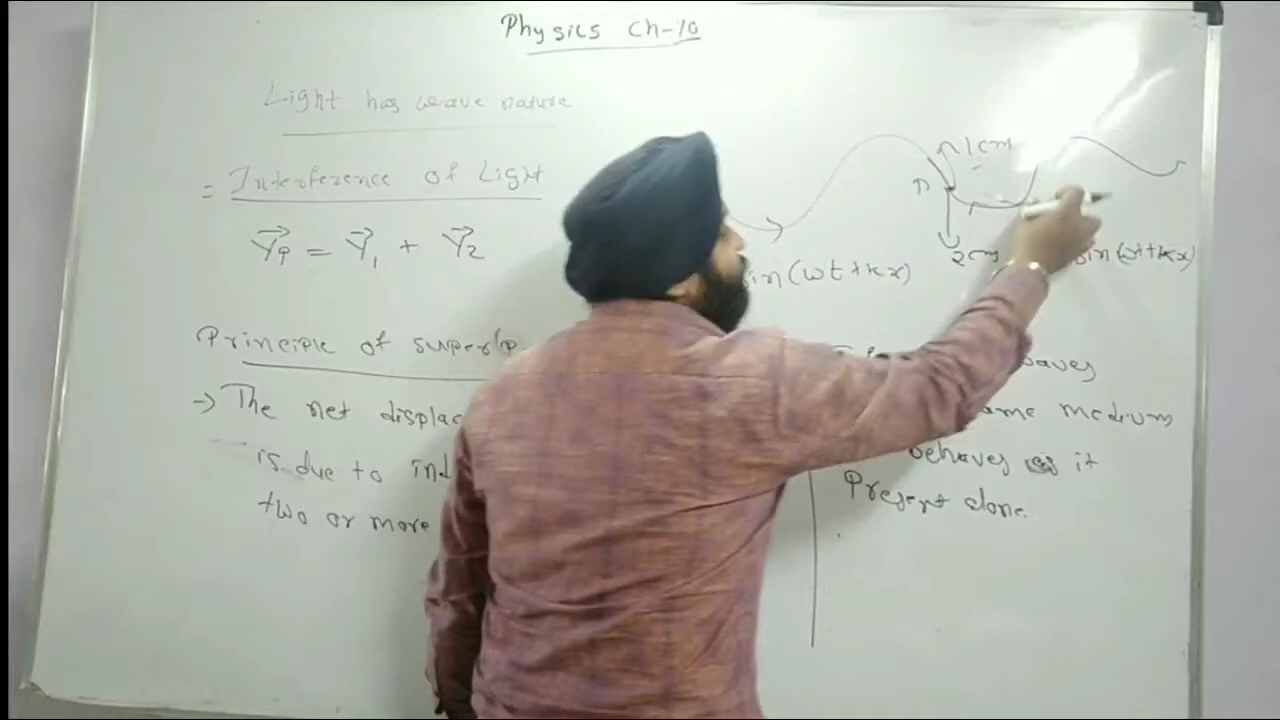 Physics Ch-10
Light has weave nature
= Interference of Light
Y⃗p = Y⃗1 + Y⃗2
1cm
P
2cm
sin(wt+kx)
sin(wt+kx)
Principle of superp
→ The net displac
is due to ind
two or more
waves
same medium
behaves as it
Present alone.